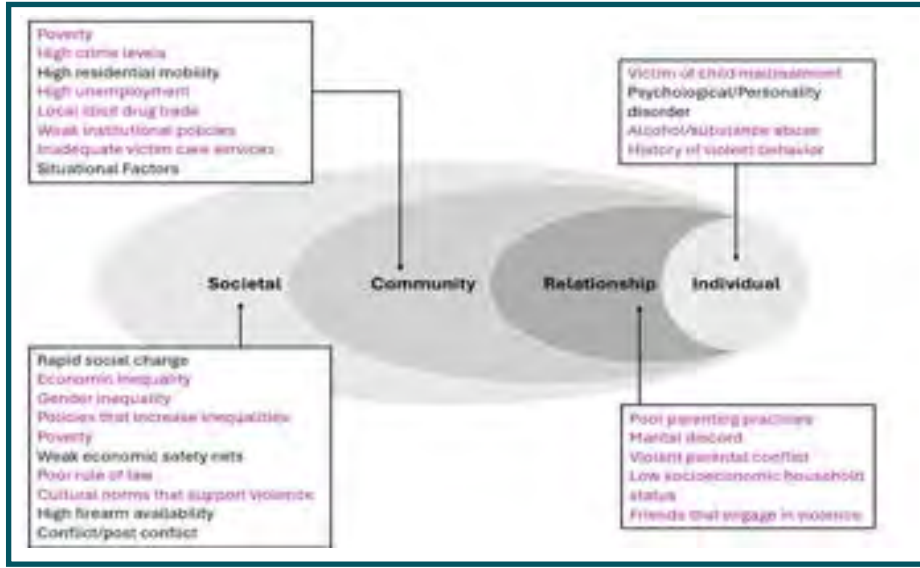 Poverty
High crime levels
High residential mobility
High unemployment
Local illicit drug trade
Weak institutional policies
Inadequate victim care services
Situational Factors
Victim of child maltreatment
Psychological/Personality
disorder
Alcohol/substance abuse
History of violent behavior
Societal
Community
Relationship
Individual
Rapid social change
Economic inequality
Gender inequality
Policies that increase inequalities
Poverty
Weak economic safety nets
Poor rule of law
Cultural norms that support violence
High firearm availability
Conflict/post conflict
Poor parenting practices
Marital discord
Violent parental conflict
Low socioeconomic household
status
Friends that engage in violence